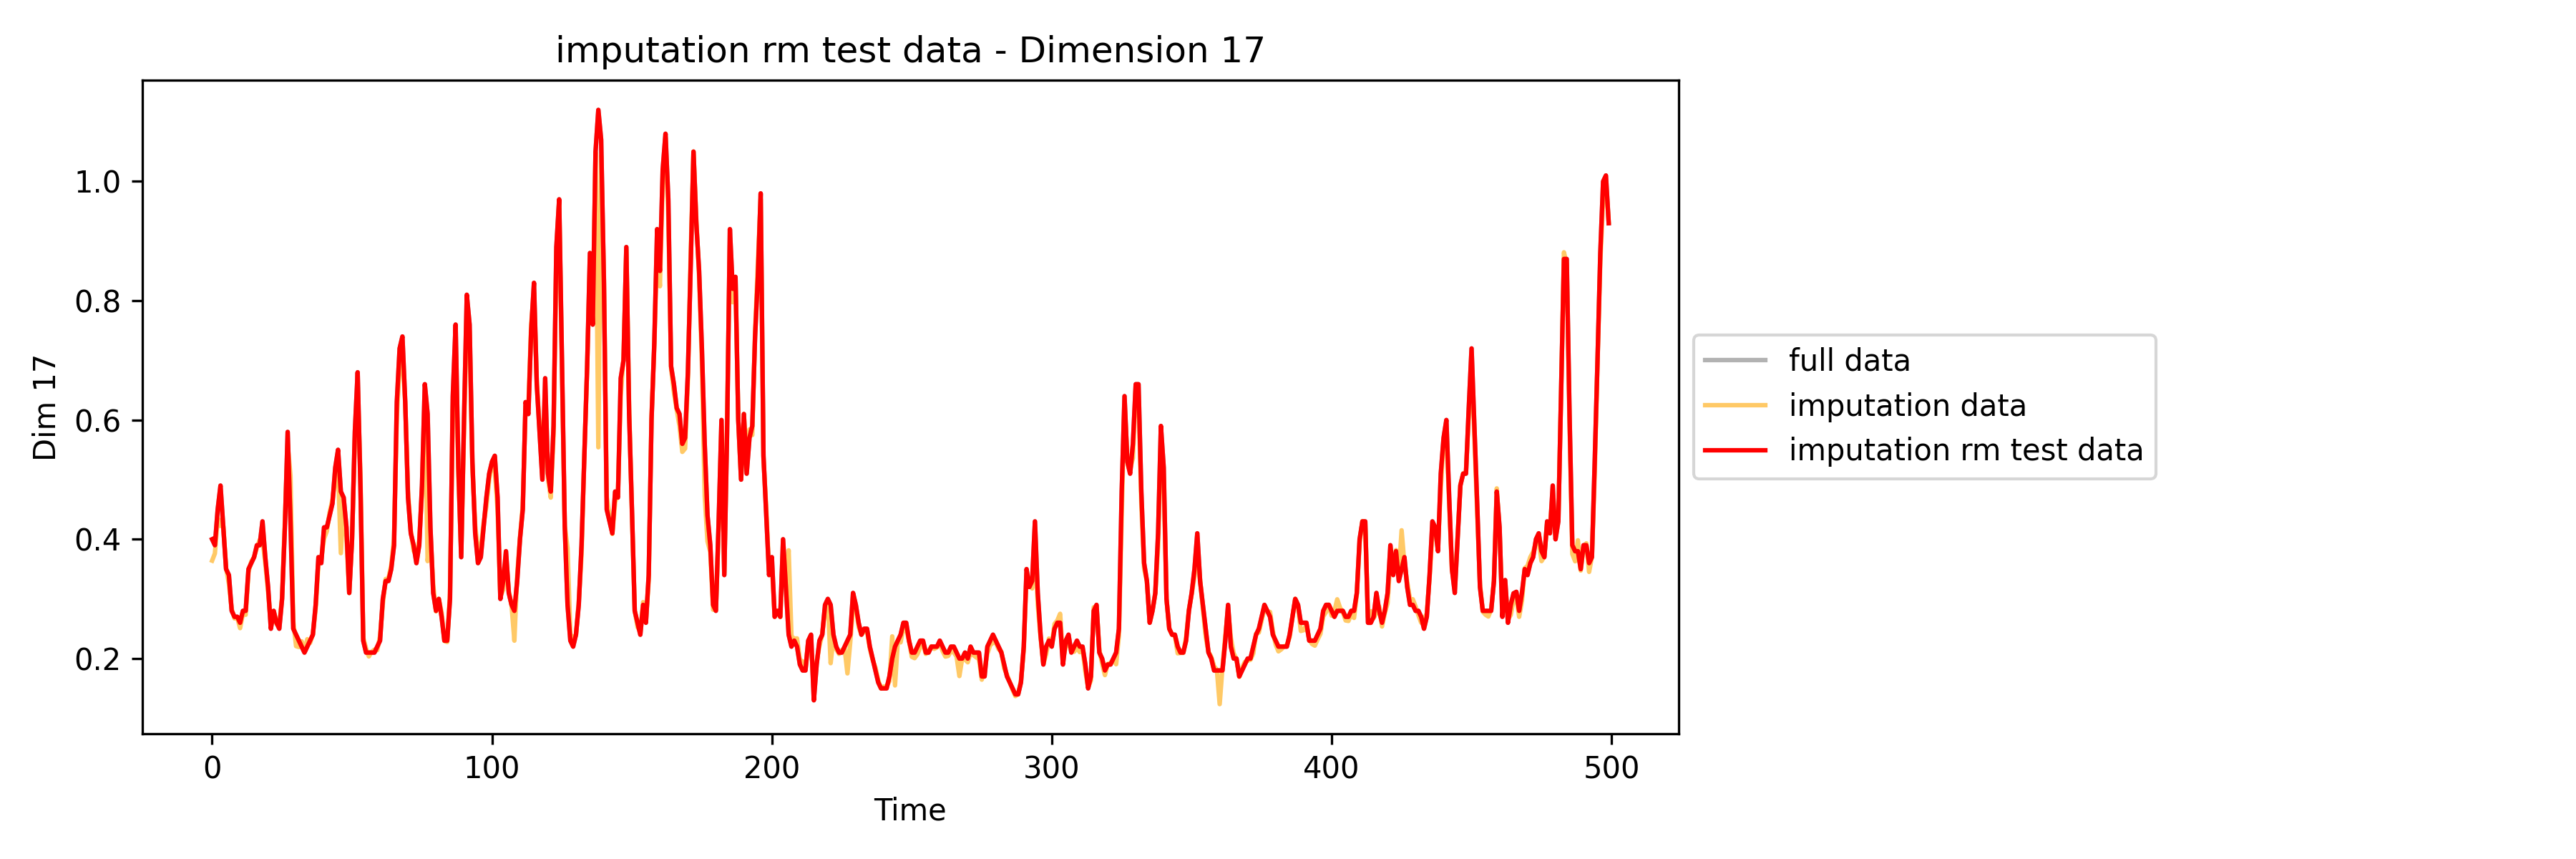 imputation rm test data - Dimension 17
1.0
0.8
0.6
0.4
0.2
Dim 17
0 100 200 300 400 500
Time
full data
imputation data
imputation rm test data